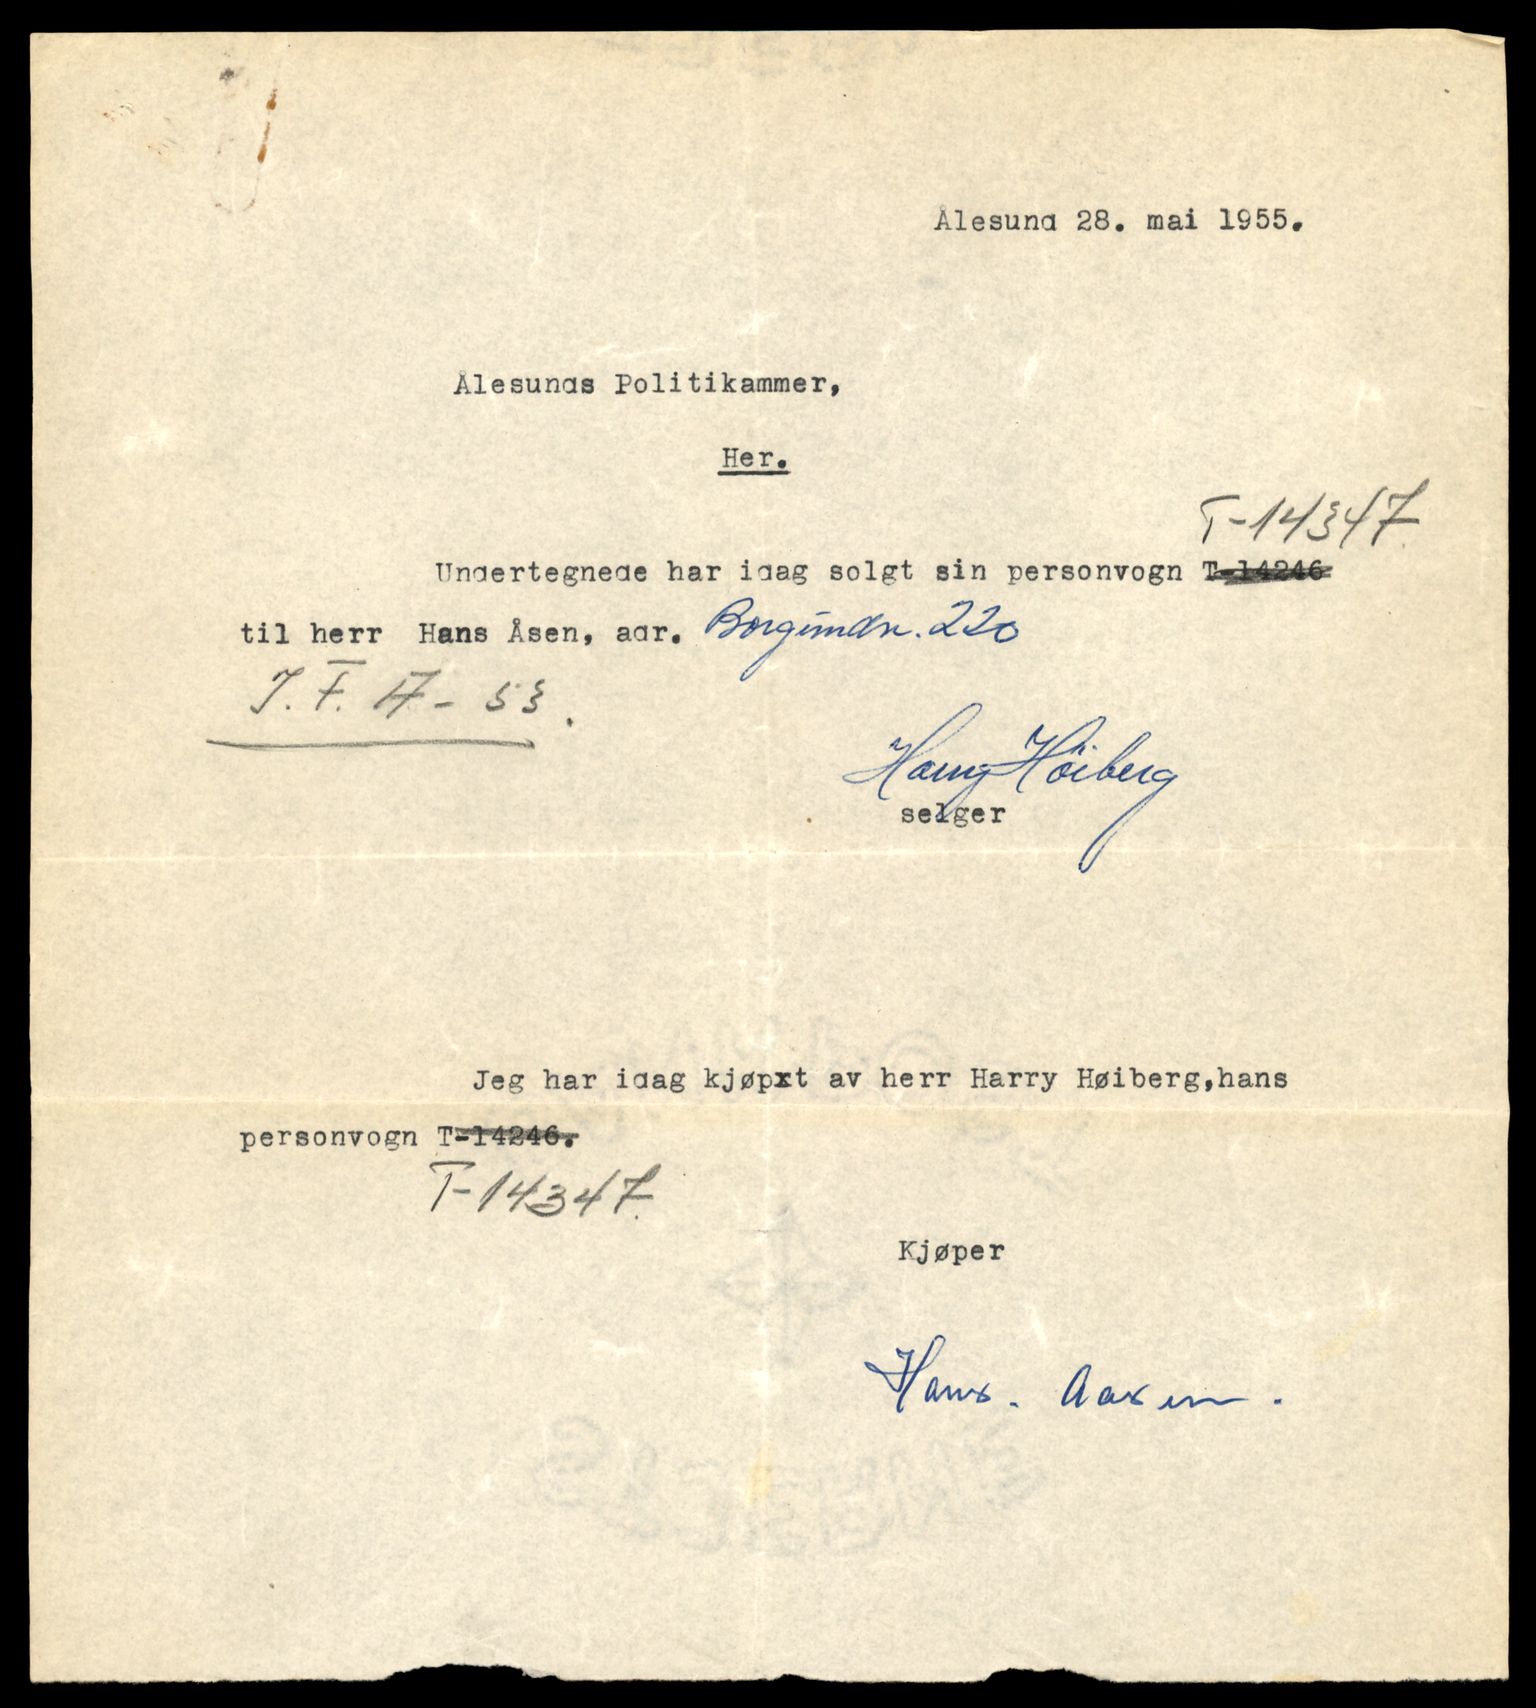 Ålesund 28. mai 1955.
Ålesunds Politikammer,
Her.
T-14347
Undertegnede har idag solgt sin personvogn T-14246
til herr Hans Åsen, adr. Borgundv. 220
J.F. A - 53.
Harry Höiberg
selger
Jeg har idag kjøpxt av herr Harry Høiberg,hans
personvogn T-14246.
T-14347.
Kjøper
Hans. Aasen.